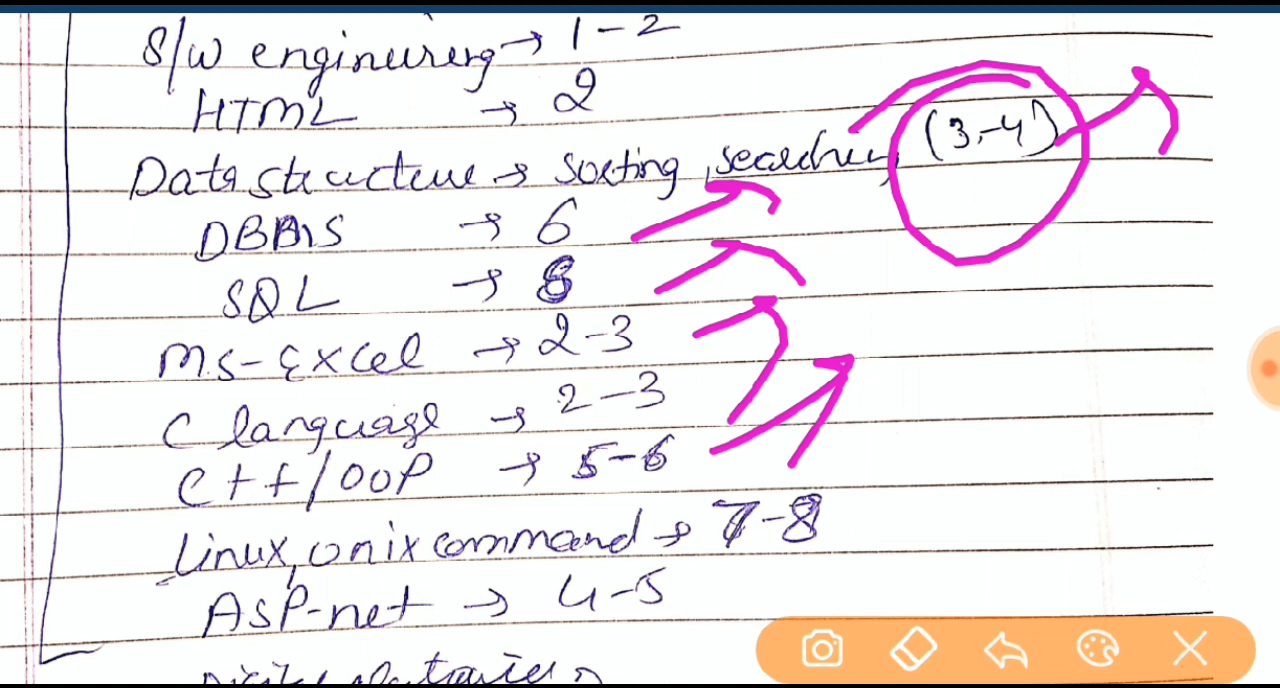 S/W engineering → 1-2
HTML → 2
Data structure → sorting, searching (3-4)
DBMS → 6
SQL → 8
M.S-Excel → 2-3
C language → 2-3
C++/OOP → 5-6
Linux, unix command → 7-8
ASP-net → 4-5